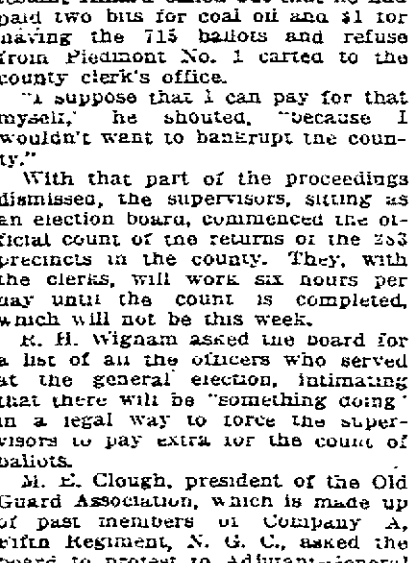 paid two bits for coal oil and $1 for
having the 715 ballots and refuse
from Piedmont No. 1 carted to the
county clerk's office.
"I suppose that I can pay for that
myself," he shouted, "because I
wouldn't want to bankrupt the coun-
ty."
With that part of the proceedings
dismissed, the supervisors, sitting as
an election board, commenced the of-
ficial count of the returns of the
precincts in the county. They, with
the clerks, will work six hours per
day until the count is completed,
which will not be this week.
H. Wignam asked the board for
a list of all the officers who served
at the general election, intimating
that there will be "something doing"
in a legal way to force the super-
visors to pay extra for the count of
ballots.
M. E. Clough, president of the Old
Guard Association, which is made up
of past members of Company A,
Fifth Regiment, N. G. C., asked the
board to protest to Adjutant-General